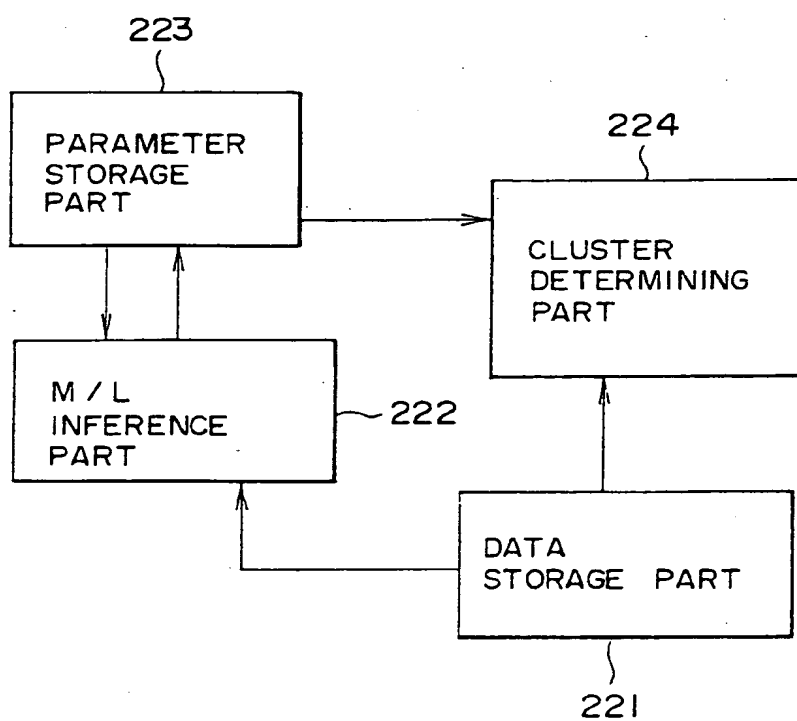 223
PARAMETER
STORAGE
PART
224
CLUSTER
DETERMINING
PART
M / L
INFERENCE
PART
222
DATA
STORAGE PART
221